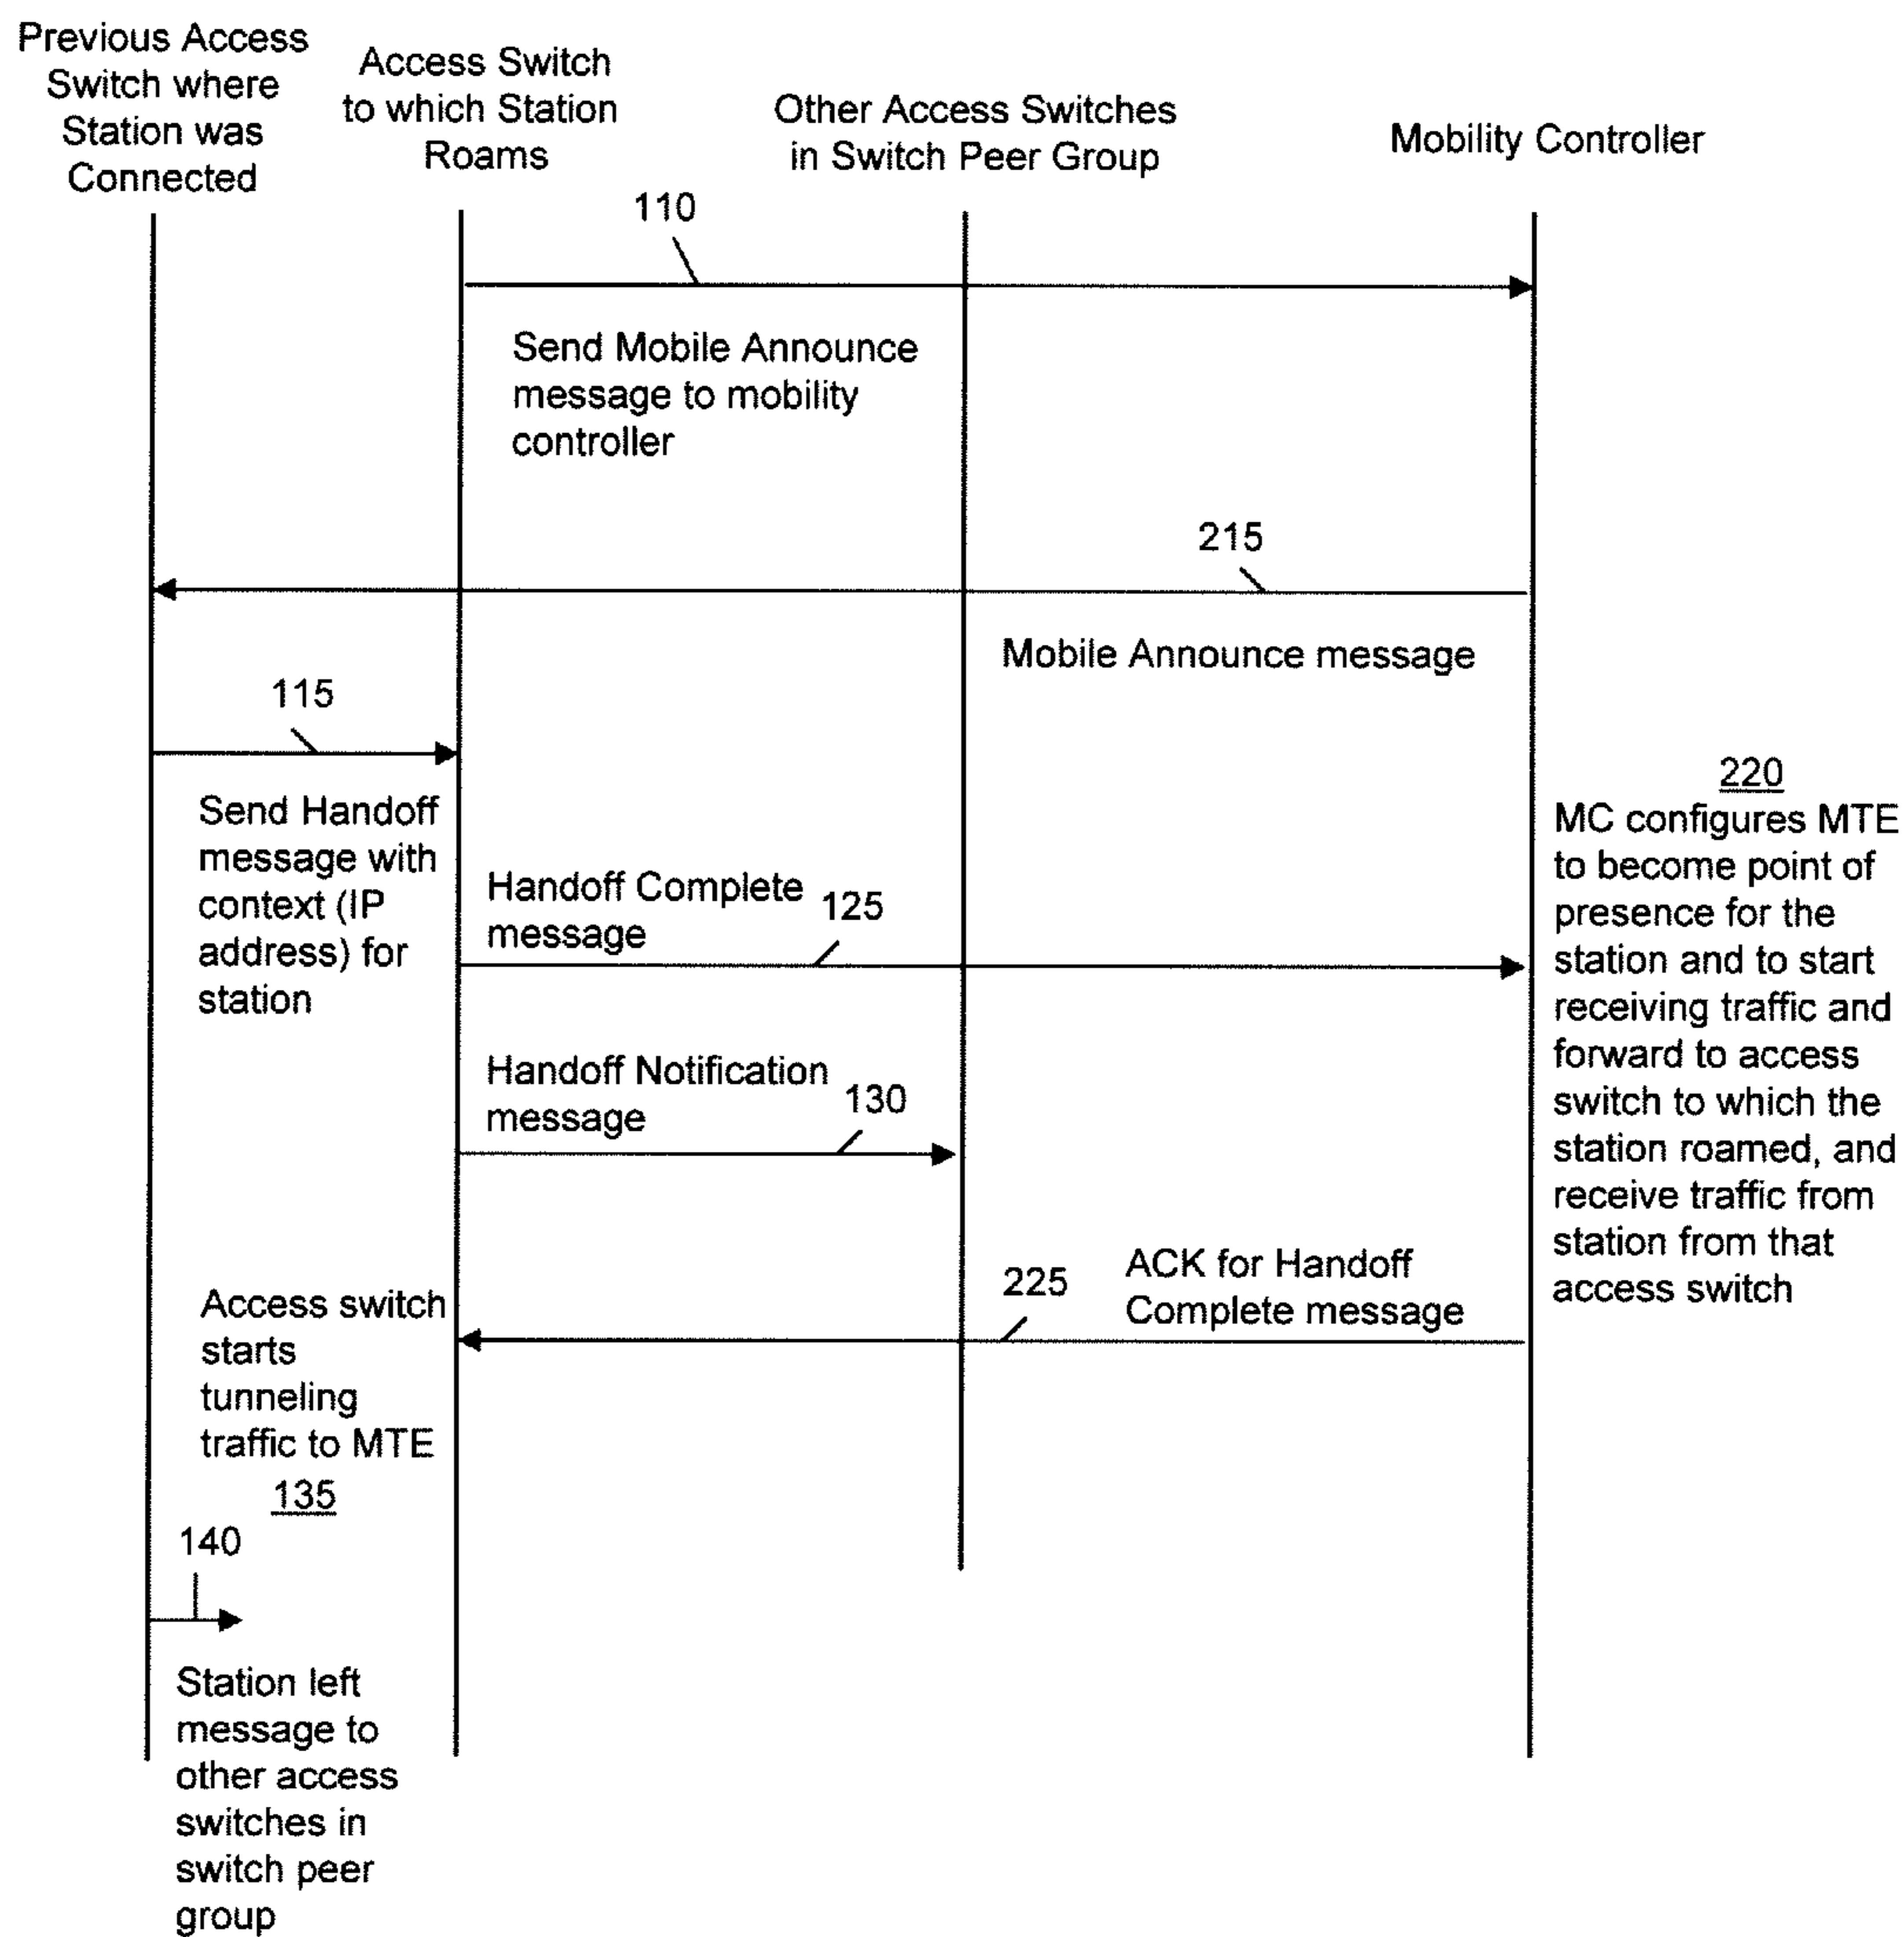 Previous Access
Switch where
Station was
Connected
Access Switch
to which Station
Roams
Other Access Switches
in Switch Peer Group
Mobility Controller
110
Send Mobile Announce
message to mobility
controller
215
Mobile Announce message
115
Send Handoff
message with
context (IP
address) for
station
220
MC configures MTE
to become point of
presence for the
station and to start
receiving traffic and
forward to access
switch to which the
station roamed, and
receive traffic from
station from that
access switch
Handoff Complete
message
125
Handoff Notification
message
130
225
ACK for Handoff
Complete message
Access switch
starts
tunneling
traffic to MTE
135
140
Station left
message to
other access
switches in
switch peer
group